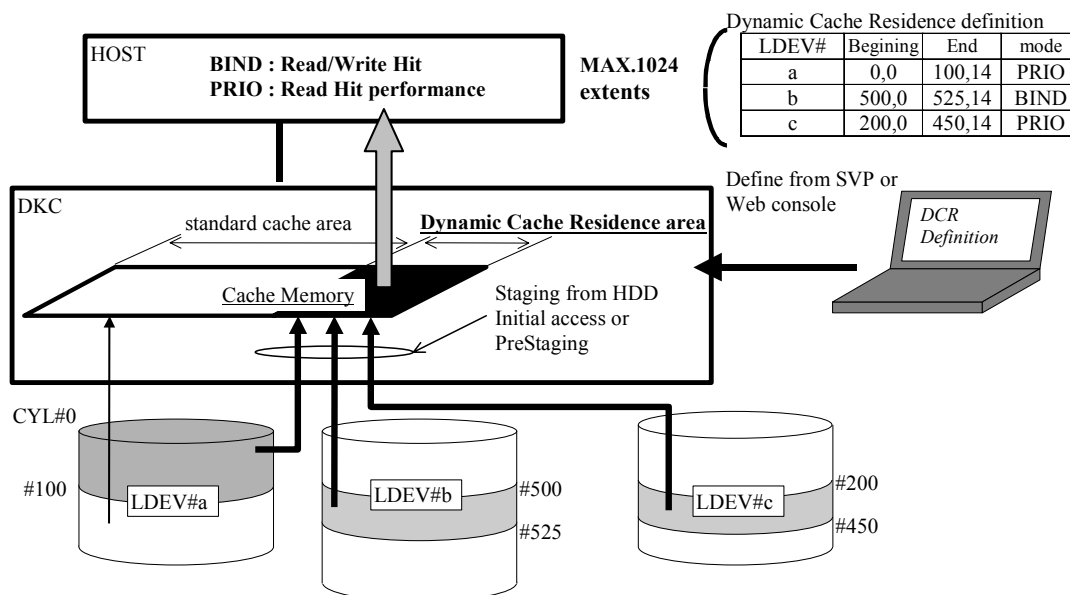 Dynamic Cache Residence definition
LDEV# Begining End mode
a 0,0 100,14 PRIO
b 500,0 525,14 BIND
c 200,0 450,14 PRIO
HOST
BIND : Read/Write Hit
PRIO : Read Hit performance
MAX.1024
extents
Define from SVP or
Web console
DCR
Definition
DKC
standard cache area
Dynamic Cache Residence area
Cache Memory
Staging from HDD
Initial access or
PreStaging
CYL#0
#100
LDEV#a
LDEV#b
#500
#525
LDEV#c
#200
#450